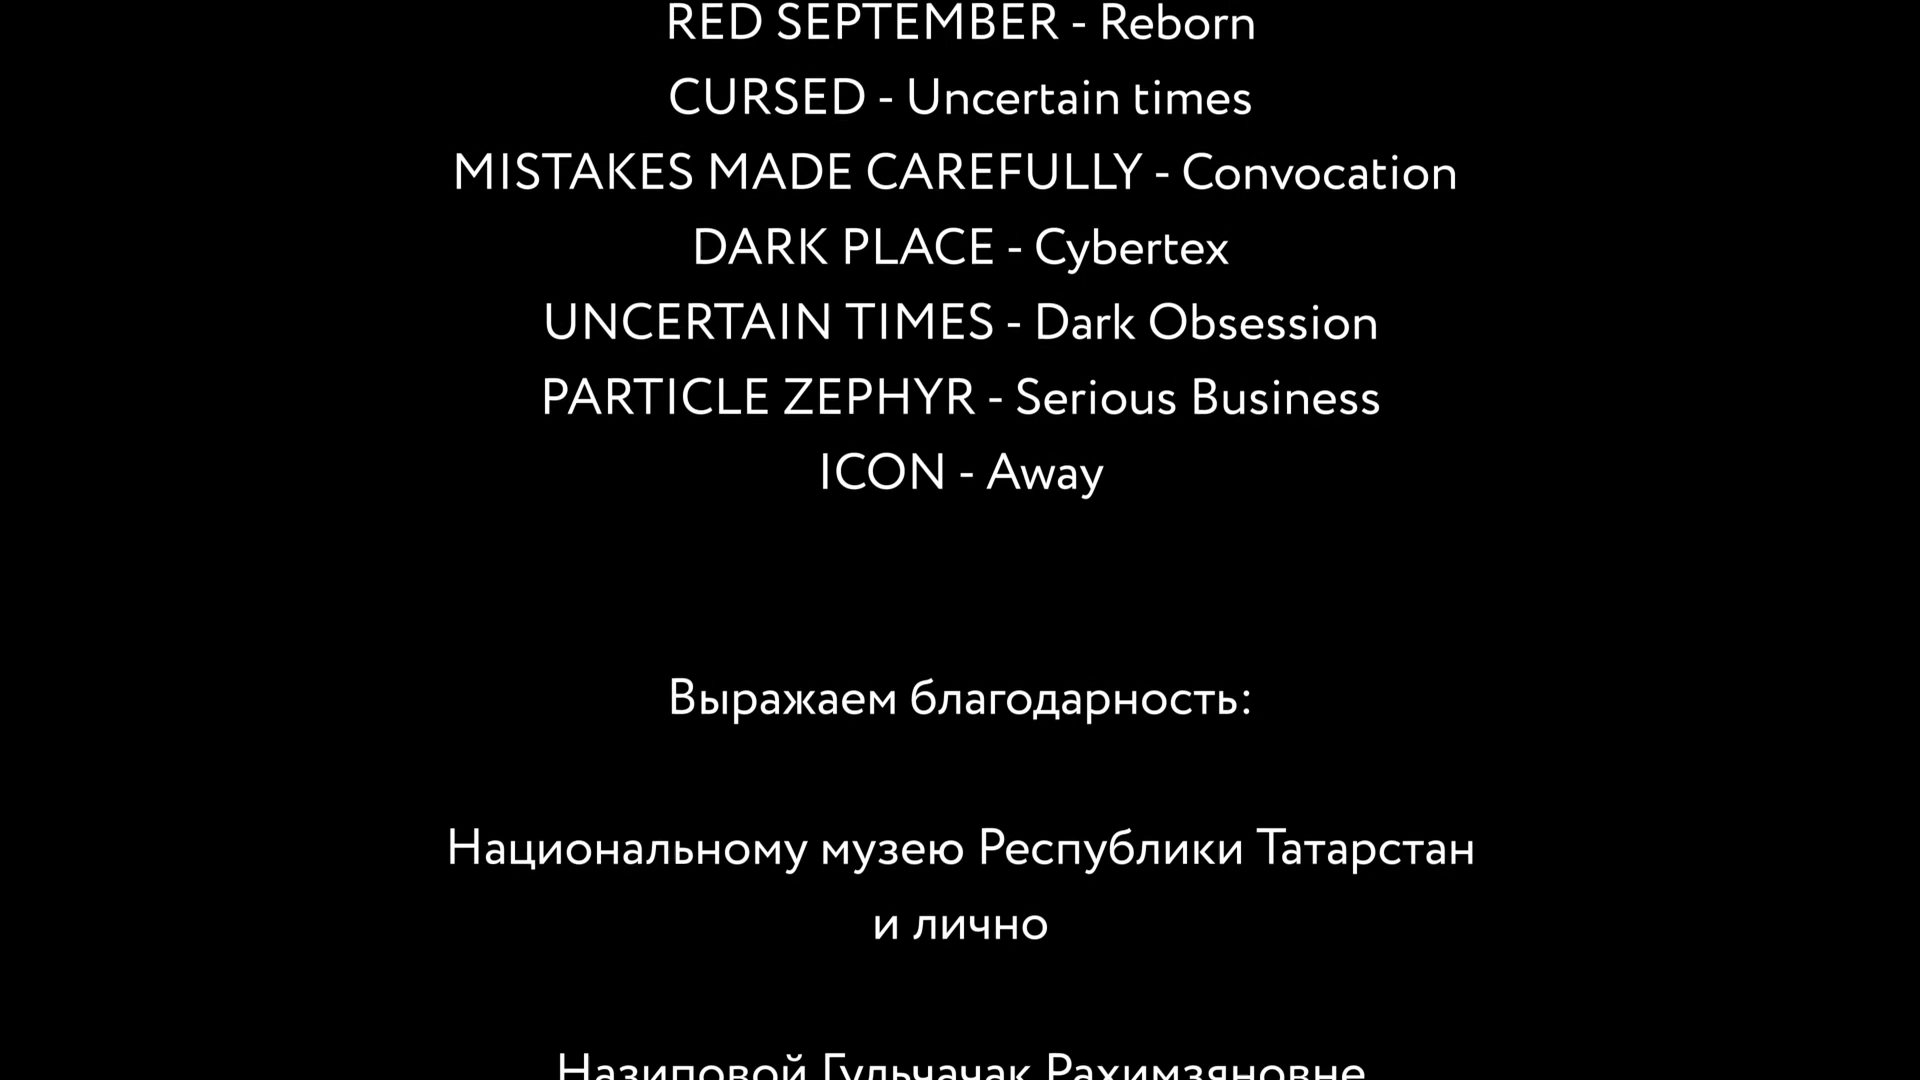 RED SEPTEMBER - Reborn
CURSED - Uncertain times
MISTAKES MADE CAREFULLY - Convocation
DARK PLACE - Cybertex
UNCERTAIN TIMES - Dark Obsession
PARTICLE ZEPHYR - Serious Business
ICON - Away
Выражаем благодарность:
Национальному музею Республики Татарстан
и лично
Назиповой Гульчачак Рахимзяновне